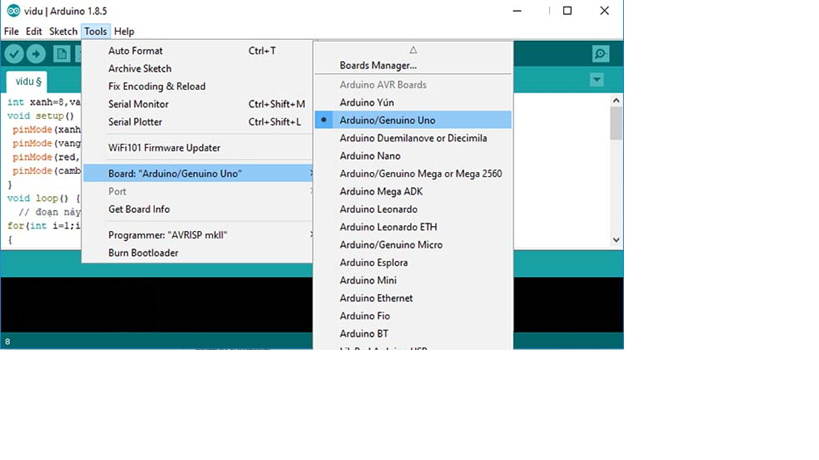 vidu | Arduino 1.8.5
File Edit Sketch Tools Help
vidu §
int xanh=8,va
void setup()
pinMode(xanh
pinMode(vang
pinMode(red,
pinMode(camb
}
void loop() {
// đoạn này
for(int i=1;i
{
Auto Format Ctrl+T
Archive Sketch
Fix Encoding & Reload
Serial Monitor Ctrl+Shift+M
Serial Plotter Ctrl+Shift+L
WiFi101 Firmware Updater
Board: "Arduino/Genuino Uno"
Port
Get Board Info
Programmer: "AVRISP mkII"
Burn Bootloader
Boards Manager...
Arduino AVR Boards
Arduino Yún
Arduino/Genuino Uno
Arduino Duemilanove or Diecimila
Arduino Nano
Arduino/Genuino Mega or Mega 2560
Arduino Mega ADK
Arduino Leonardo
Arduino Leonardo ETH
Arduino/Genuino Micro
Arduino Esplora
Arduino Mini
Arduino Ethernet
Arduino Fio
Arduino BT
8